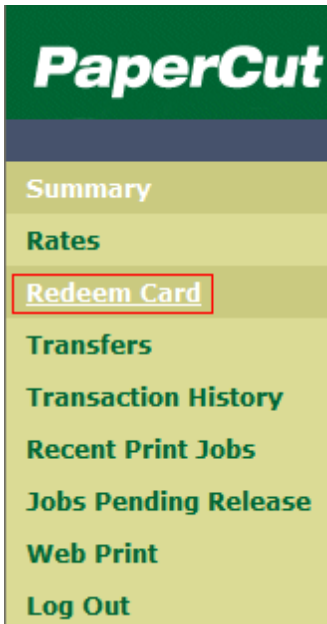 PaperCut
Summary
Rates
Redeem Card
Transfers
Transaction History
Recent Print Jobs
Jobs Pending Release
Web Print
Log Out